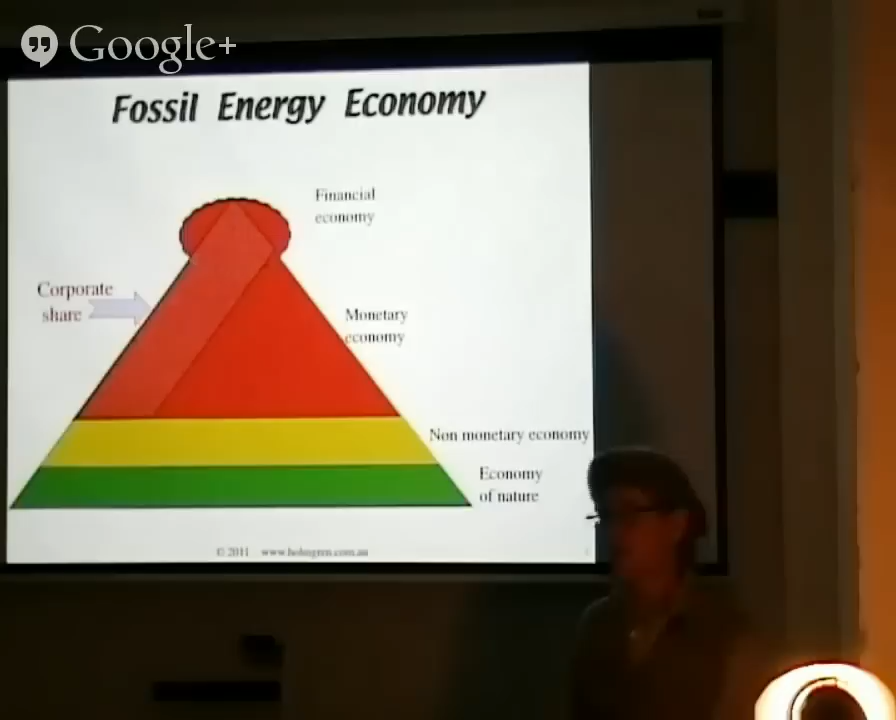 Google+
Fossil Energy Economy
Financial
economy
Corporate
share
Monetary
economy
Non monetary economy
Economy
of nature
© 2011 www.holmgren.com.au